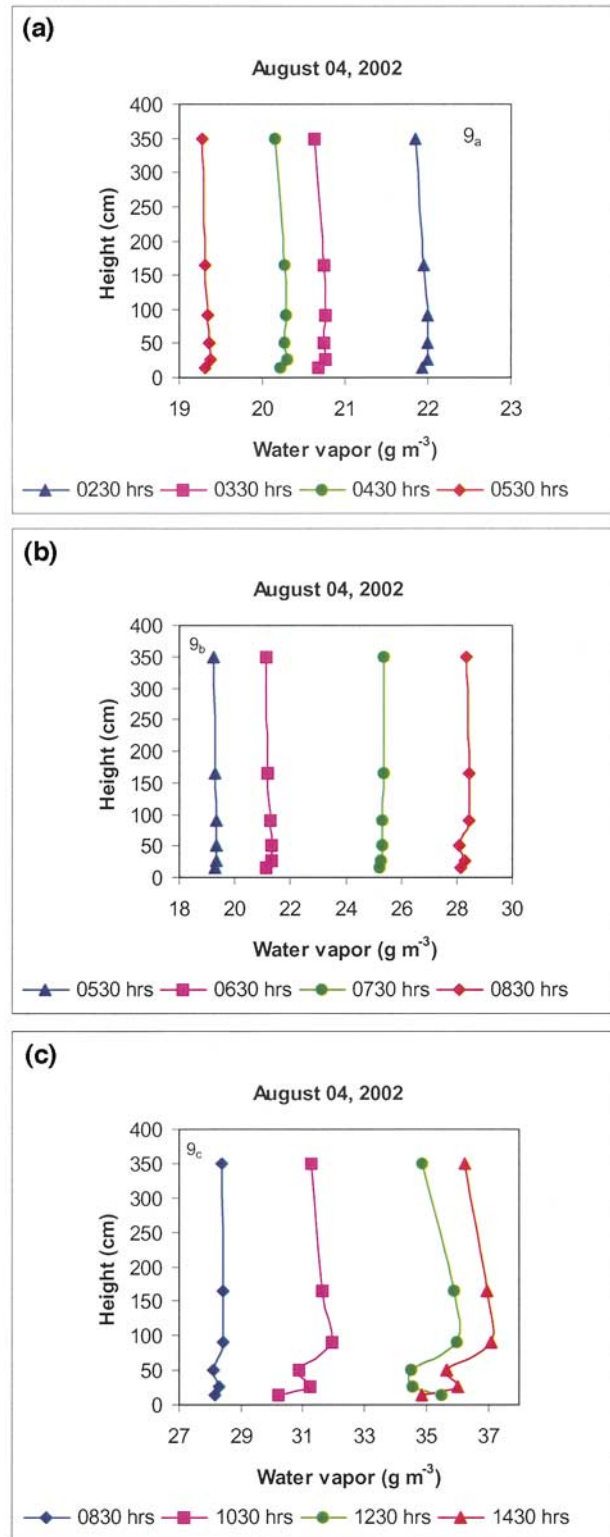 (a)
August 04, 2002
400
350
300
250
200
150
100
50
0
Height (cm)
9a
19 20 21 22 23
Water vapor (g m-3)
0230 hrs 0330 hrs 0430 hrs 0530 hrs
(b)
August 04, 2002
400
350
300
250
200
150
100
50
0
Height (cm)
9b
18 20 22 24 26 28 30
Water vapor (g m-3)
0530 hrs 0630 hrs 0730 hrs 0830 hrs
(c)
August 04, 2002
400
350
300
250
200
150
100
50
0
Height (cm)
9c
27 29 31 33 35 37
Water vapor (g m-3)
0830 hrs 1030 hrs 1230 hrs 1430 hrs